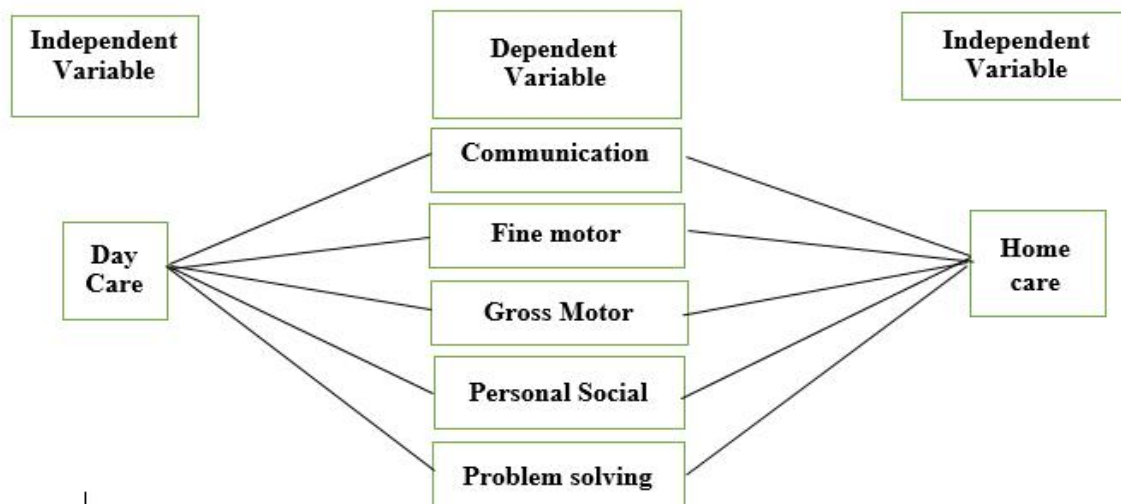 Independent
Variable
Dependent
Variable
Independent
Variable
Communication
Fine motor
Day
Care
Home
care
Gross Motor
Personal Social
Problem solving